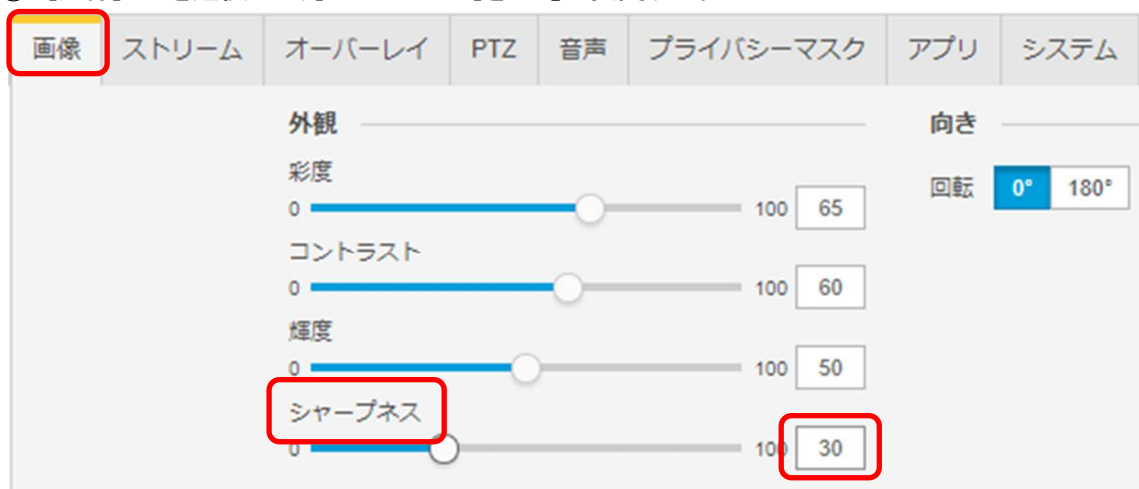 画像 ストリーム オーバーレイ PTZ 音声 プライバシーマスク アプリ システム
外観
彩度
0 100 65
コントラスト
0 100 60
輝度
0 100 50
シャープネス
0 100 30
向き
回転 0° 180°